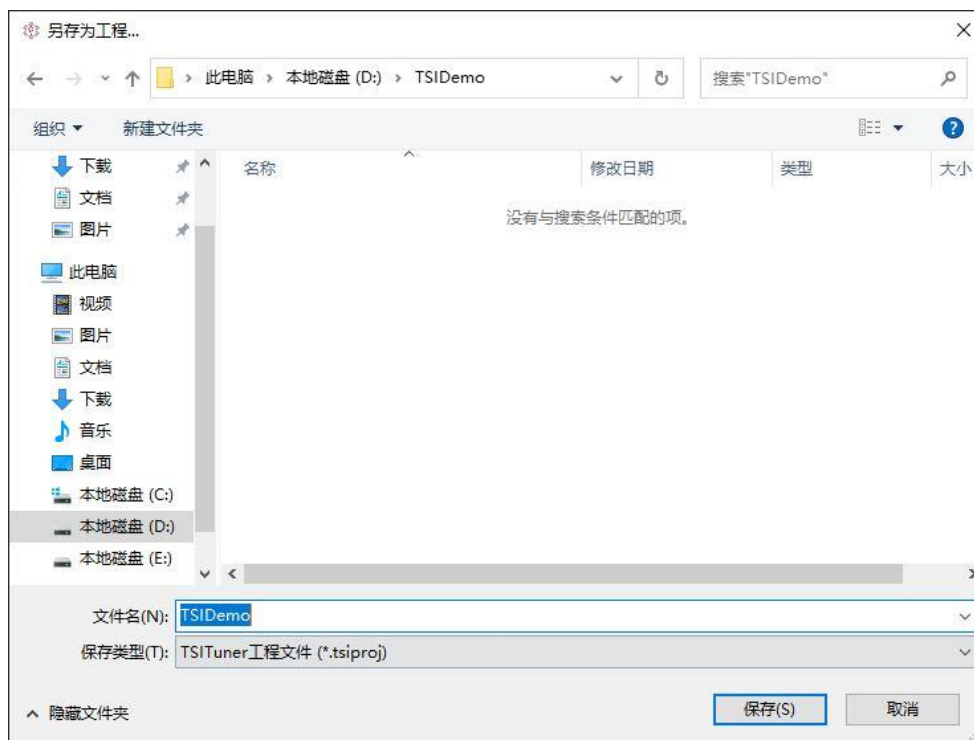 另存为工程...
此电脑 › 本地磁盘 (D:) › TSIDemo
搜索"TSIDemo"
组织
新建文件夹
名称 修改日期 类型 大小
没有与搜索条件匹配的项。
下载
文档
图片
此电脑
视频
图片
文档
下载
音乐
桌面
本地磁盘 (C:)
本地磁盘 (D:)
本地磁盘 (E:)
文件名(N): TSIDemo
保存类型(T): TSITuner工程文件 (*.tsiproj)
隐藏文件夹
保存(S)
取消